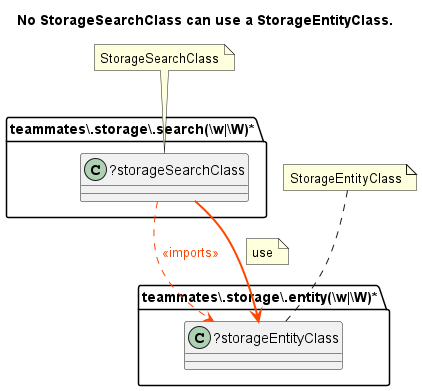 No StorageSearchClass can use a StorageEntityClass.
StorageSearchClass
teammates\.storage\.search(\w|\W)*
C ?storageSearchClass
StorageEntityClass
«imports»
use
teammates\.storage\.entity(\w|\W)*
C ?storageEntityClass